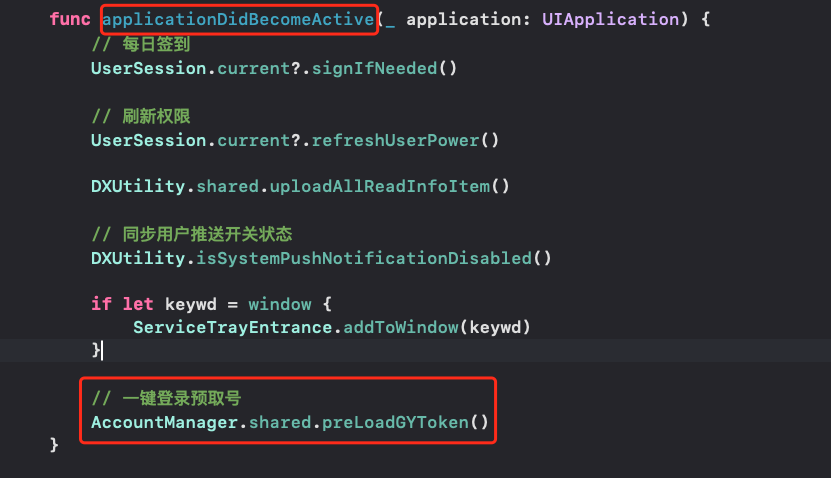 func applicationDidBecomeActive(_ application: UIApplication) {
// 每日签到
UserSession.current?.signIfNeeded()
// 刷新权限
UserSession.current?.refreshUserPower()
DXUtility.shared.uploadAllReadInfoItem()
// 同步用户推送开关状态
DXUtility.isSystemPushNotificationDisabled()
if let keywd = window {
ServiceTrayEntrance.addToWindow(keywd)
}
// 一键登录预取号
AccountManager.shared.preLoadGYToken()
}